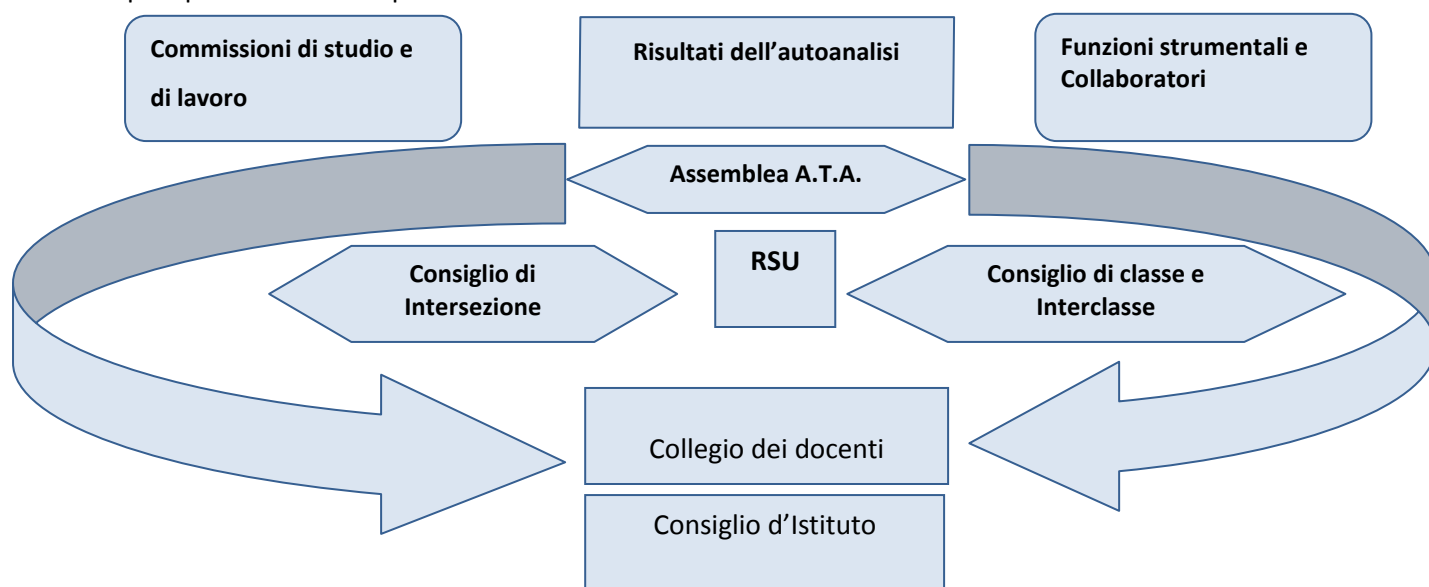 Commissioni di studio e
di lavoro
Risultati dell’autoanalisi
Funzioni strumentali e
Collaboratori
Assemblea A.T.A.
Consiglio di
Intersezione
RSU
Consiglio di classe e
Interclasse
Collegio dei docenti
Consiglio d’Istituto